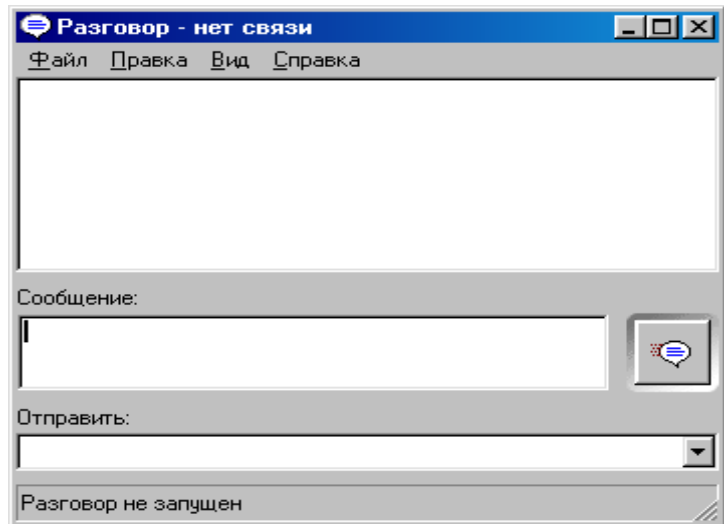 Разговор - нет связи
Файл Правка Вид Справка
Сообщение:
Отправить:
Разговор не запущен